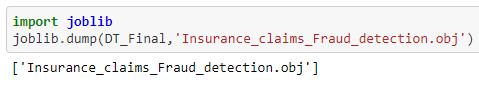 import joblib
joblib.dump(DT_Final,'Insurance_claims_Fraud_detection.obj')
['Insurance_claims_Fraud_detection.obj']